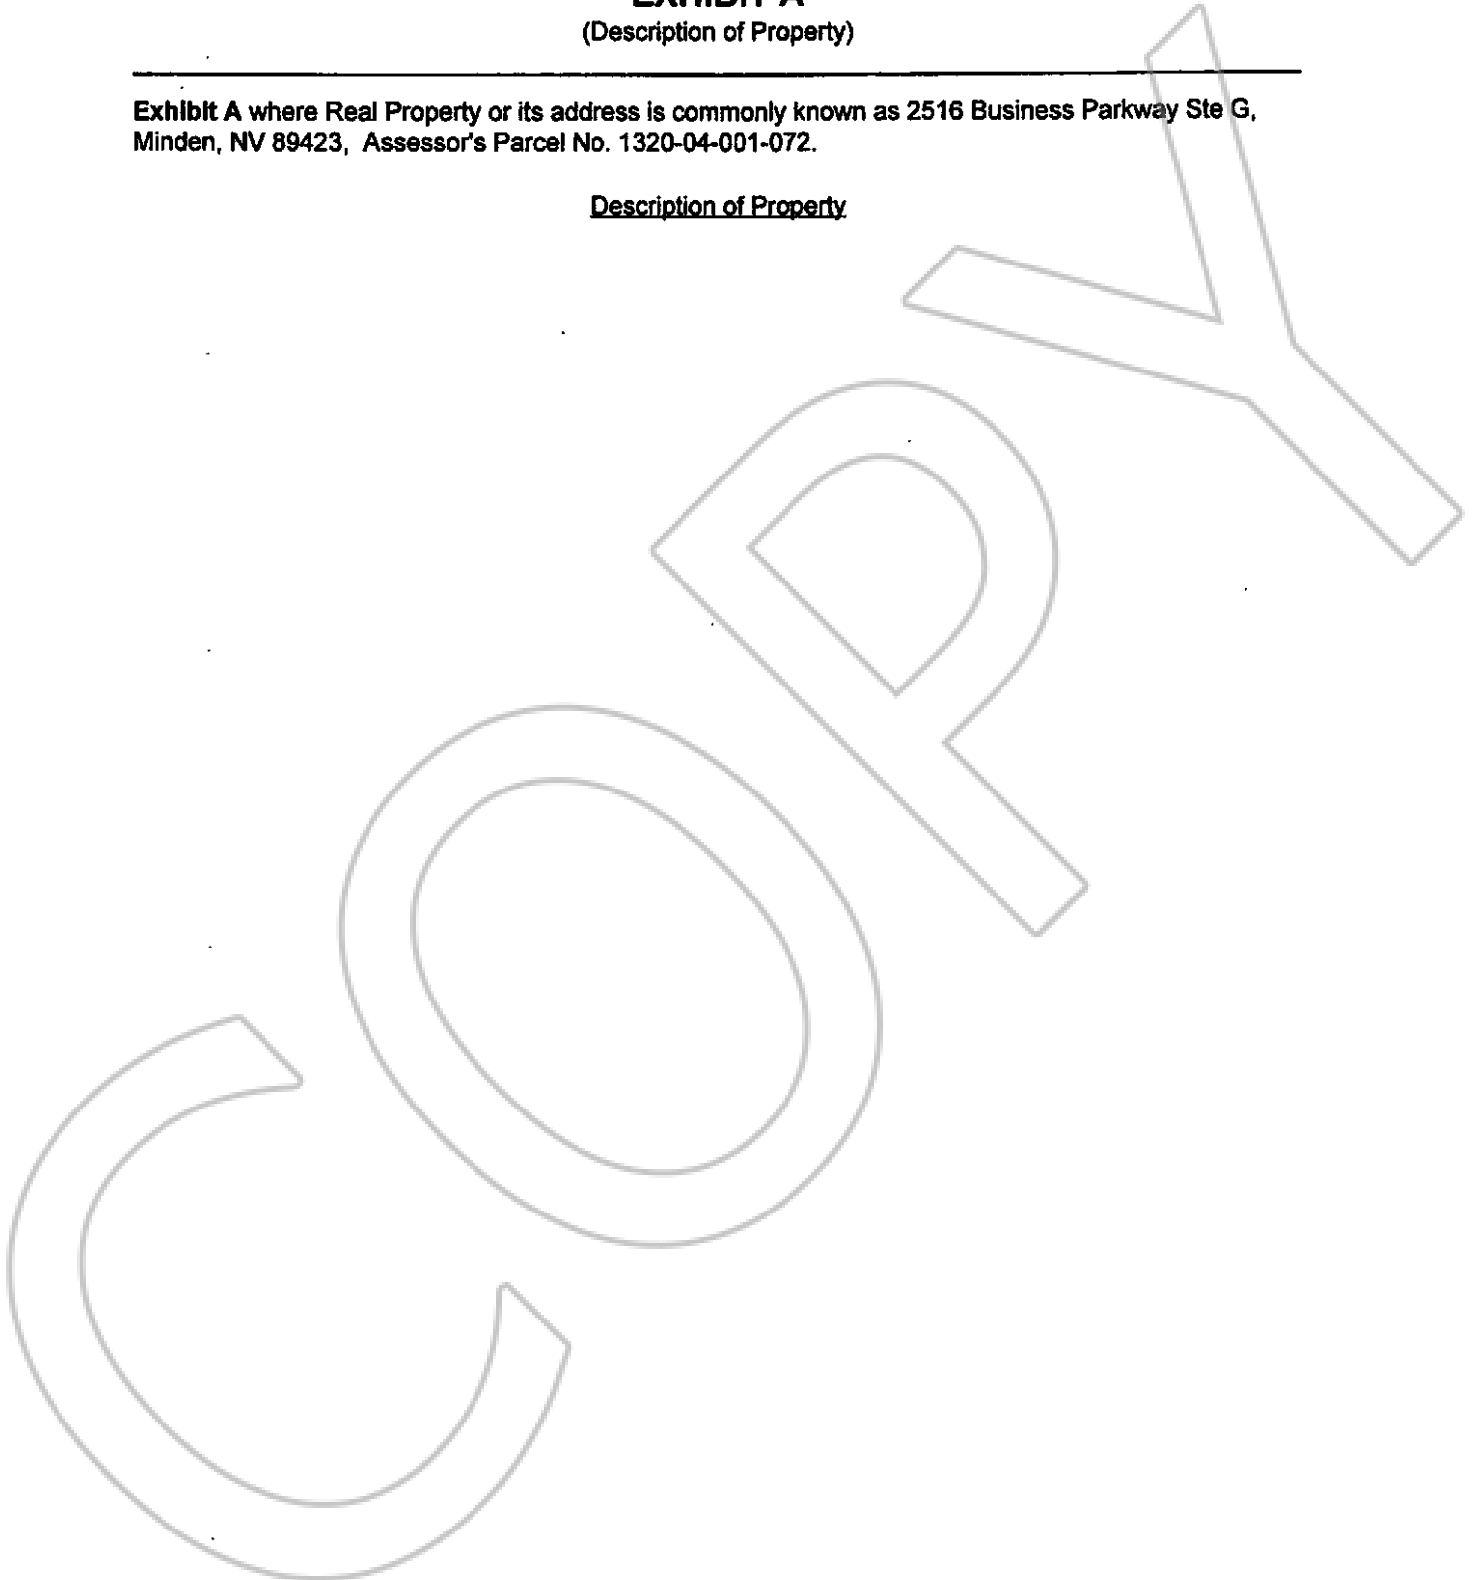 EXHIBIT A
(Description of Property)
Exhibit A where Real Property or its address is commonly known as 2516 Business Parkway Ste G,
Minden, NV 89423, Assessor's Parcel No. 1320-04-001-072.
Description of Property
COPY